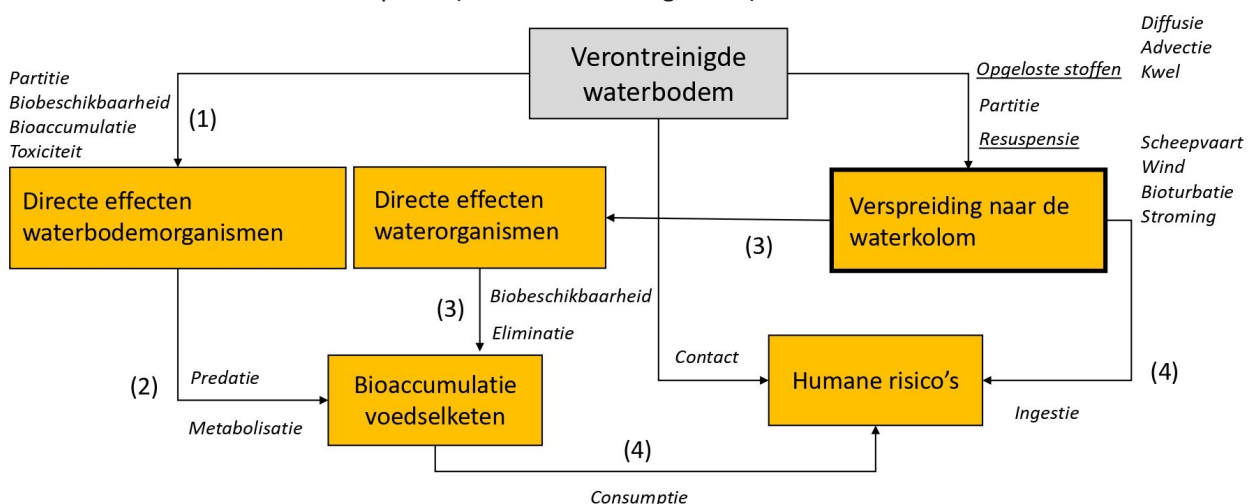 Verontreinigde
waterbodem
Diffusie
Advectie
Kwel
Opgeloste stoffen
Partitie
Resuspensie
Scheepvaart
Wind
Bioturbatie
Stroming
Partitie
Biobeschikbaarheid
Bioaccumulatie
Toxiciteit
(1)
Directe effecten
waterbodemorganismen
Directe effecten
waterorganismen
Verspreiding naar de
waterkolom
(3)
(3)
Biobeschikbaarheid
Eliminatie
(2)
Predatie
Metabolisatie
Bioaccumulatie
voedselketen
Contact
Humane risico's
(4)
Ingestie
(4)
Consumptie